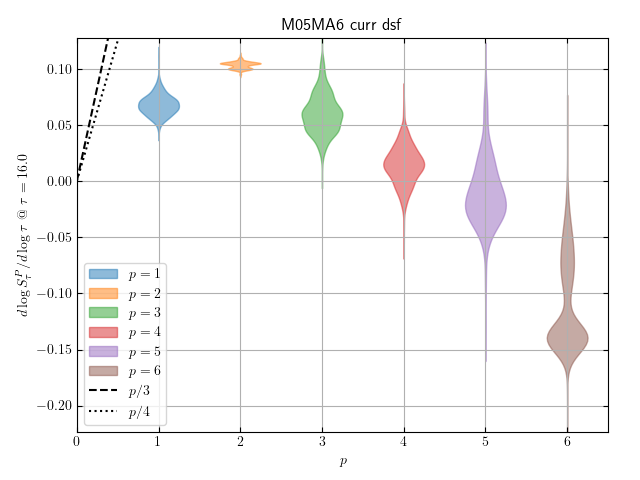 M05MA6 curr dsf
d log S_τ^P / d log τ @ τ = 16.0
0.10
0.05
0.00
−0.05
−0.10
−0.15
−0.20
p = 1
p = 2
p = 3
p = 4
p = 5
p = 6
p/3
p/4
0 1 2 3 4 5 6
p